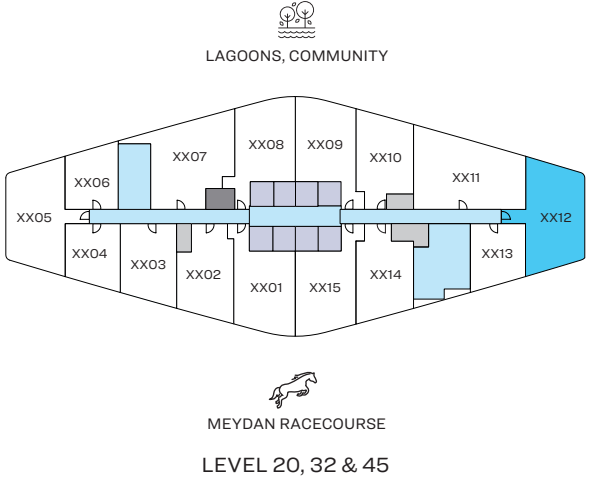 LAGOONS, COMMUNITY
XX08
XX09
XX07
XX10
XX06
XX11
XX05
XX12
XX04
XX03
XX02
XX01
XX15
XX14
XX13
MEYDAN RACECOURSE
LEVEL 20, 32 & 45